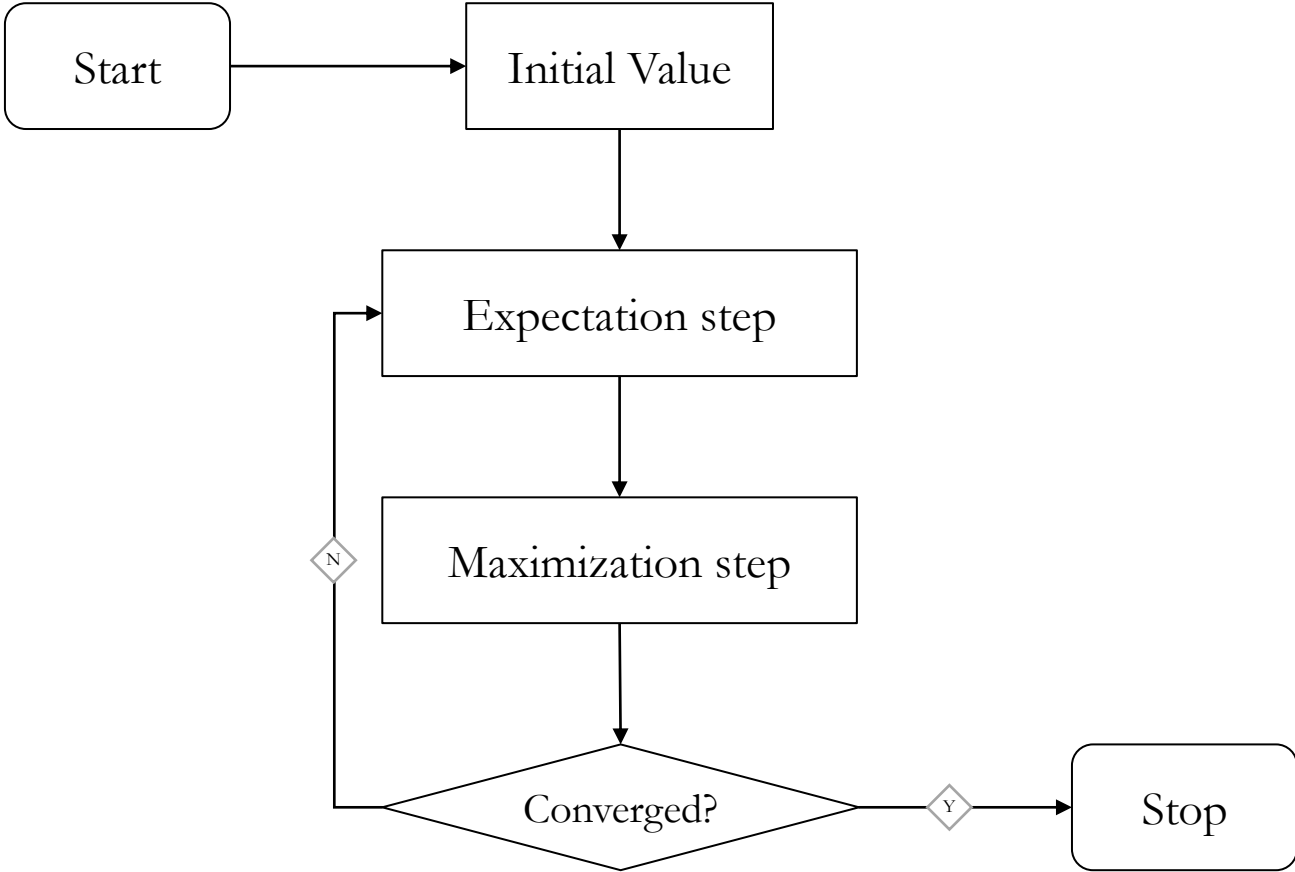 Start
Initial Value
Expectation step
Maximization step
N
Converged?
Y
Stop